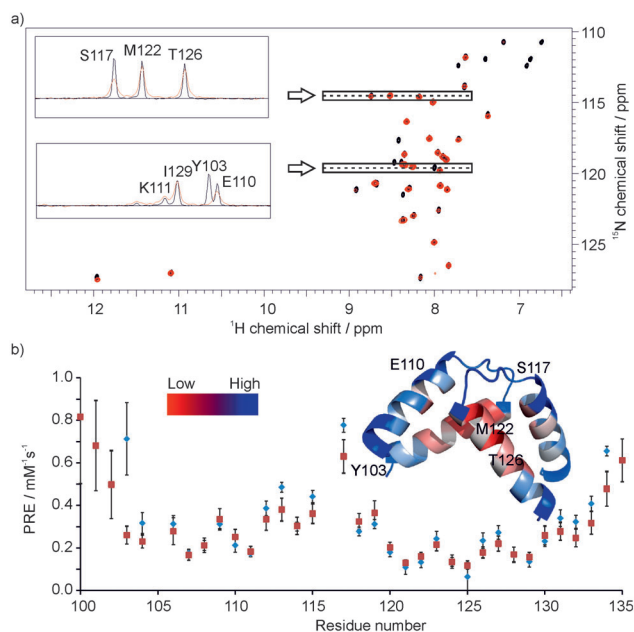 a)
S117 M122 T126
K111 I129 Y103 E110
110
115
120
125
¹⁵N chemical shift / ppm
12 11 10 9 8 7
¹H chemical shift / ppm
b)
PRE / mM⁻¹s⁻¹
1.0
0.8
0.6
0.4
0.2
0.0
Low High
E110 S117
M122
Y103 T126
100 105 110 115 120 125 130 135
Residue number